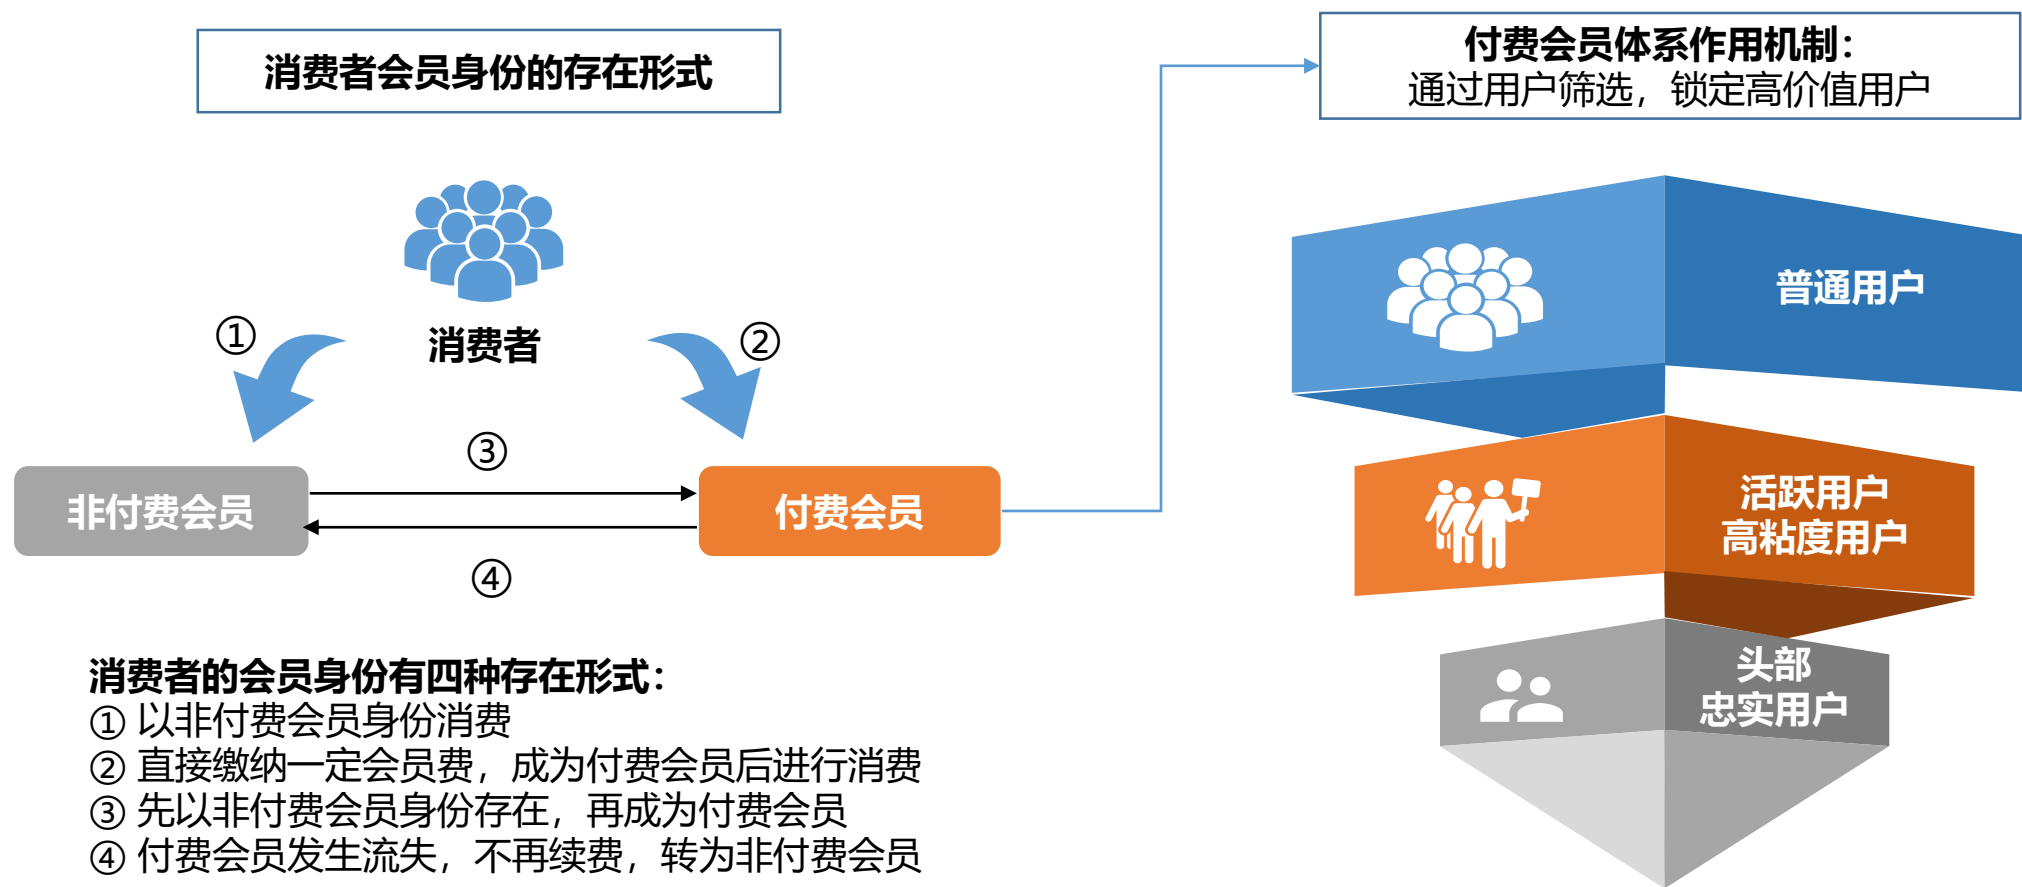 消费者会员身份的存在形式
消费者
①
②
③
非付费会员
付费会员
④
消费者的会员身份有四种存在形式：
① 以非付费会员身份消费
② 直接缴纳一定会员费，成为付费会员后进行消费
③ 先以非付费会员身份存在，再成为付费会员
④ 付费会员发生流失，不再续费，转为非付费会员
付费会员体系作用机制：
通过用户筛选，锁定高价值用户
普通用户
活跃用户
高粘度用户
头部
忠实用户